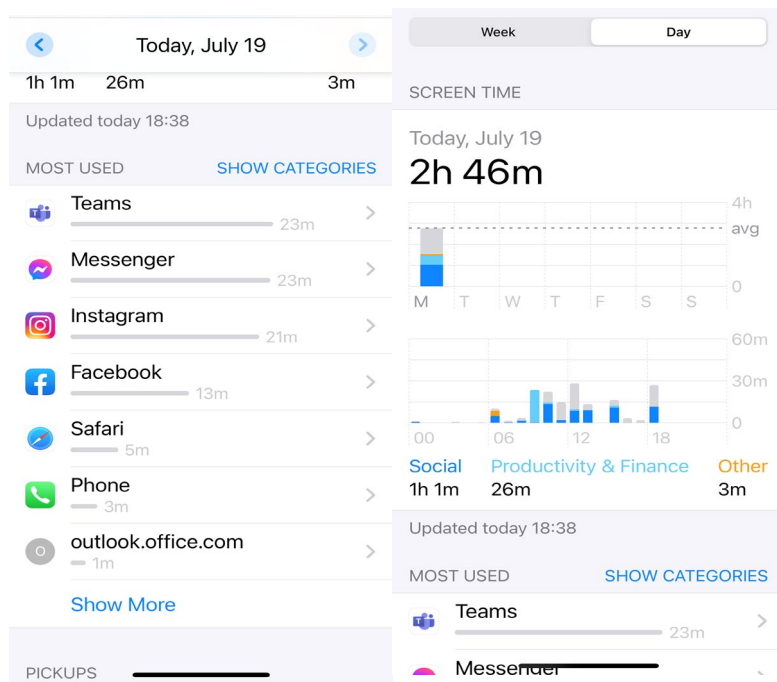 Today, July 19
1h 1m 26m 3m
Updated today 18:38
MOST USED SHOW CATEGORIES
Teams
23m
Messenger
23m
Instagram
21m
Facebook
13m
Safari
5m
Phone
3m
O outlook.office.com
1m
Show More
PICKUPS
Week Day
SCREEN TIME
Today, July 19
2h 46m
4h
avg
0
M T W T F S S
60m
30m
0
00 06 12 18
Social Productivity & Finance Other
1h 1m 26m 3m
Updated today 18:38
MOST USED SHOW CATEGORIES
Teams
23m
Messenger